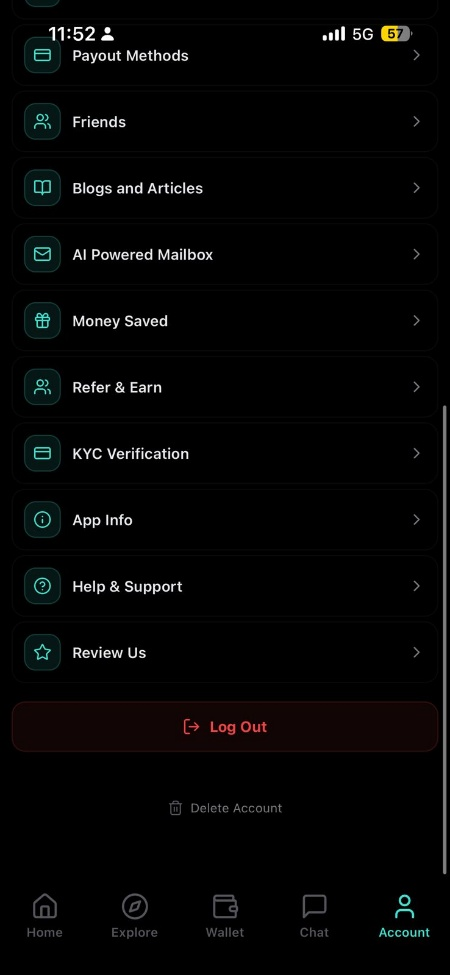 11:52
5G
57
Payout Methods
Friends
Blogs and Articles
AI Powered Mailbox
Money Saved
Refer & Earn
KYC Verification
App Info
Help & Support
Review Us
Log Out
Delete Account
Home
Explore
Wallet
Chat
Account